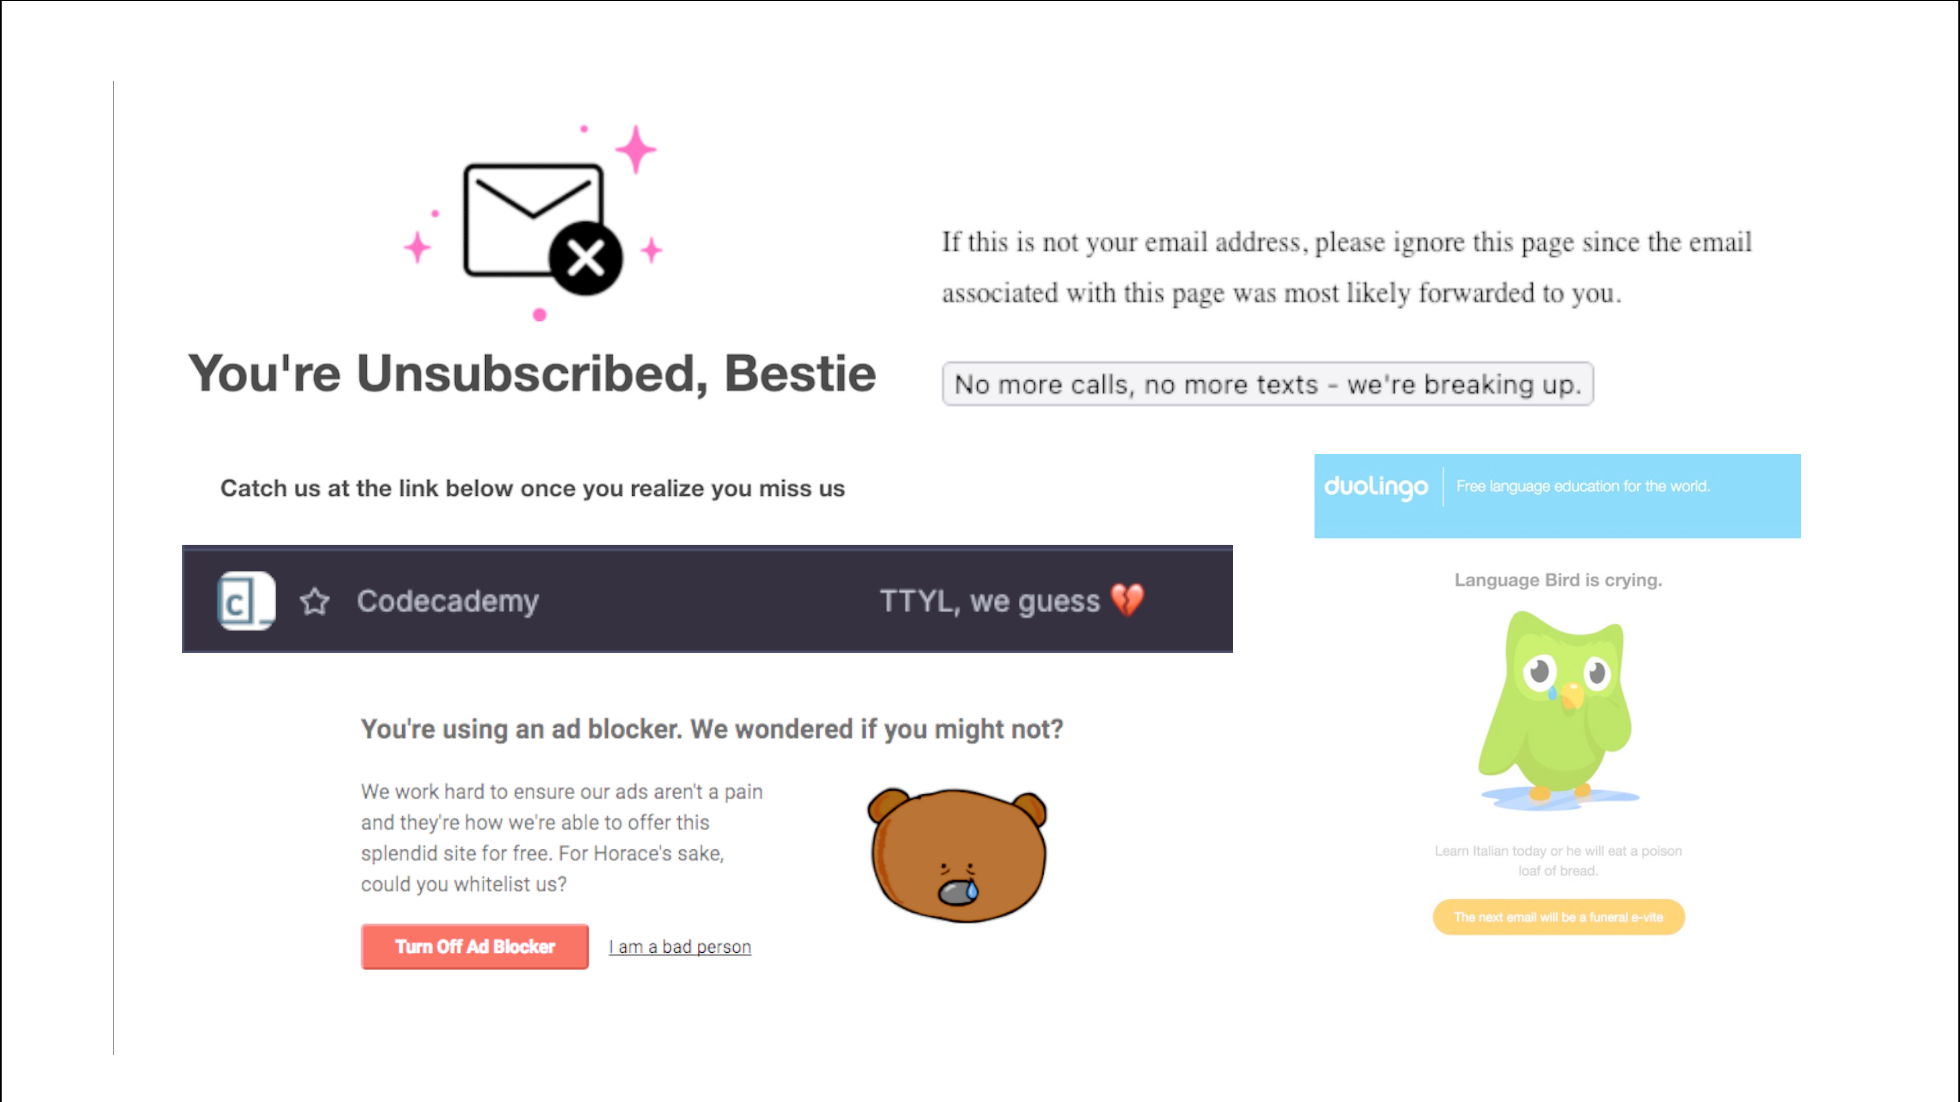 You're Unsubscribed, Bestie
If this is not your email address, please ignore this page since the email
associated with this page was most likely forwarded to you.
No more calls, no more texts - we're breaking up.
Catch us at the link below once you realize you miss us
c_
Codecademy
TTYL, we guess 💔
duolingo
Free language education for the world.
Language Bird is crying.
Learn Italian today or he will eat a poison
loaf of bread.
The next email will be a funeral e-vite
You're using an ad blocker. We wondered if you might not?
We work hard to ensure our ads aren't a pain
and they're how we're able to offer this
splendid site for free. For Horace's sake,
could you whitelist us?
Turn Off Ad Blocker
I am a bad person